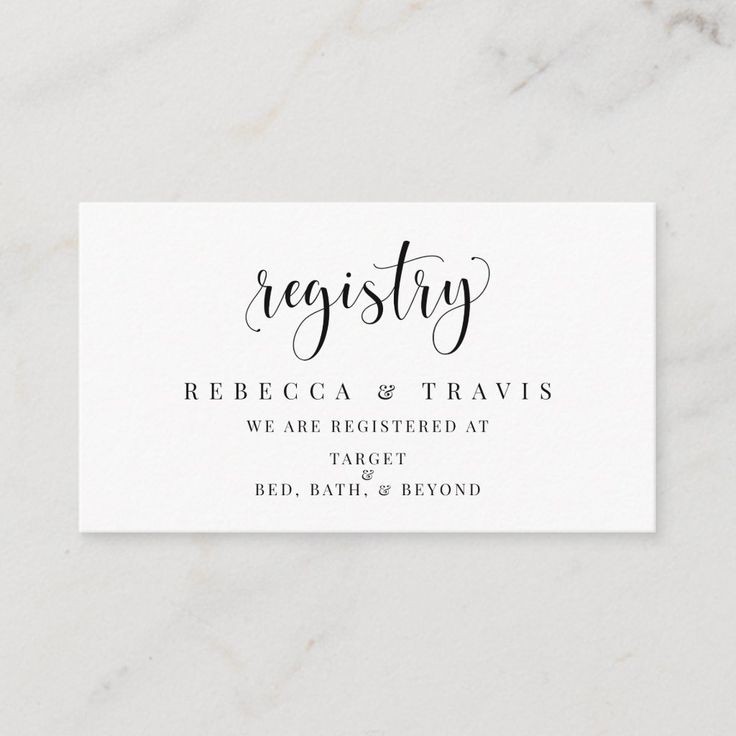 registry
REBECCA & TRAVIS
WE ARE REGISTERED AT
TARGET
&
BED, BATH, & BEYOND